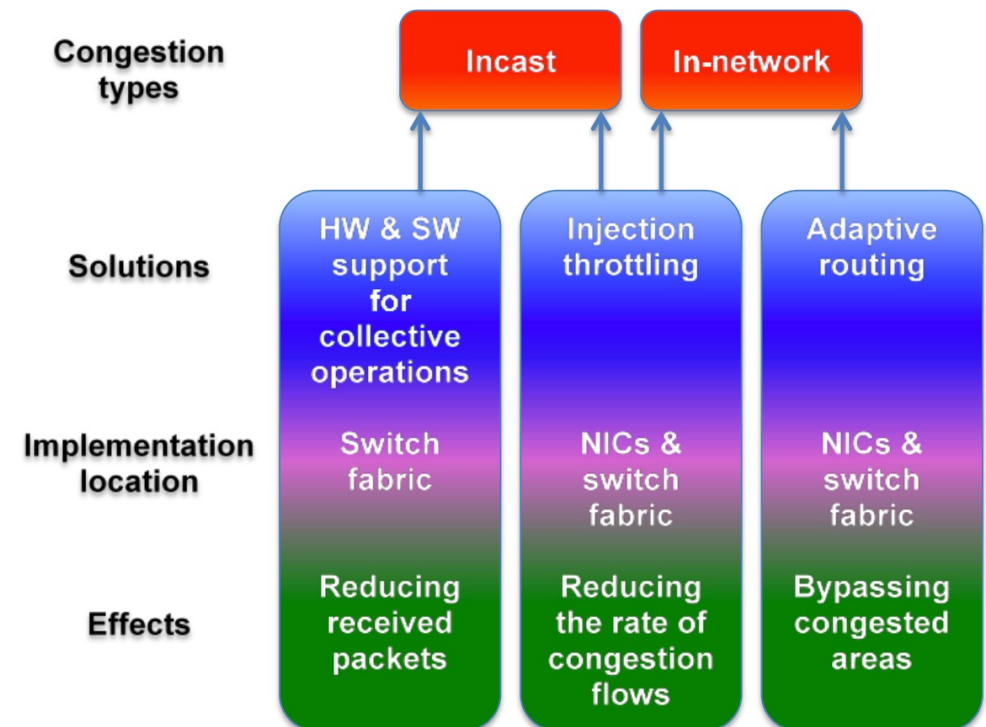 Congestion
types
Incast
In-network
Solutions
HW & SW
support
for
collective
operations
Injection
throttling
Adaptive
routing
Implementation
location
Switch
fabric
NICs &
switch
fabric
NICs &
switch
fabric
Effects
Reducing
received
packets
Reducing
the rate of
congestion
flows
Bypassing
congested
areas